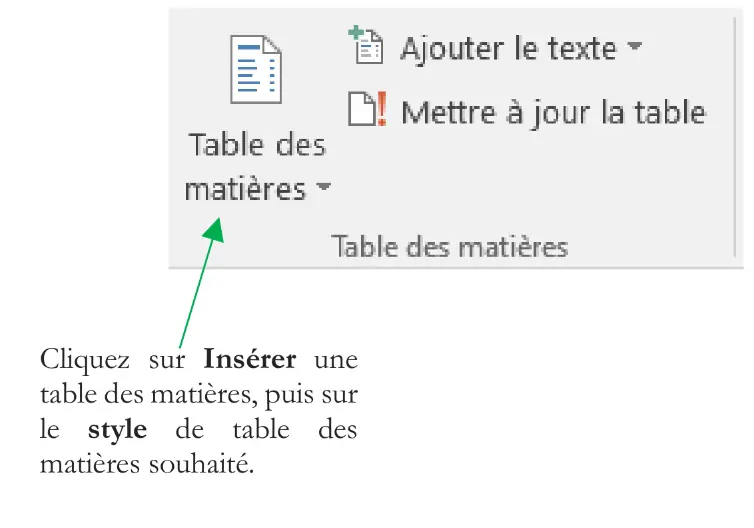 Ajouter le texte
Mettre à jour la table
Table des
matières
Table des matières
Cliquez sur Insérer une
table des matières, puis sur
le style de table des
matières souhaité.